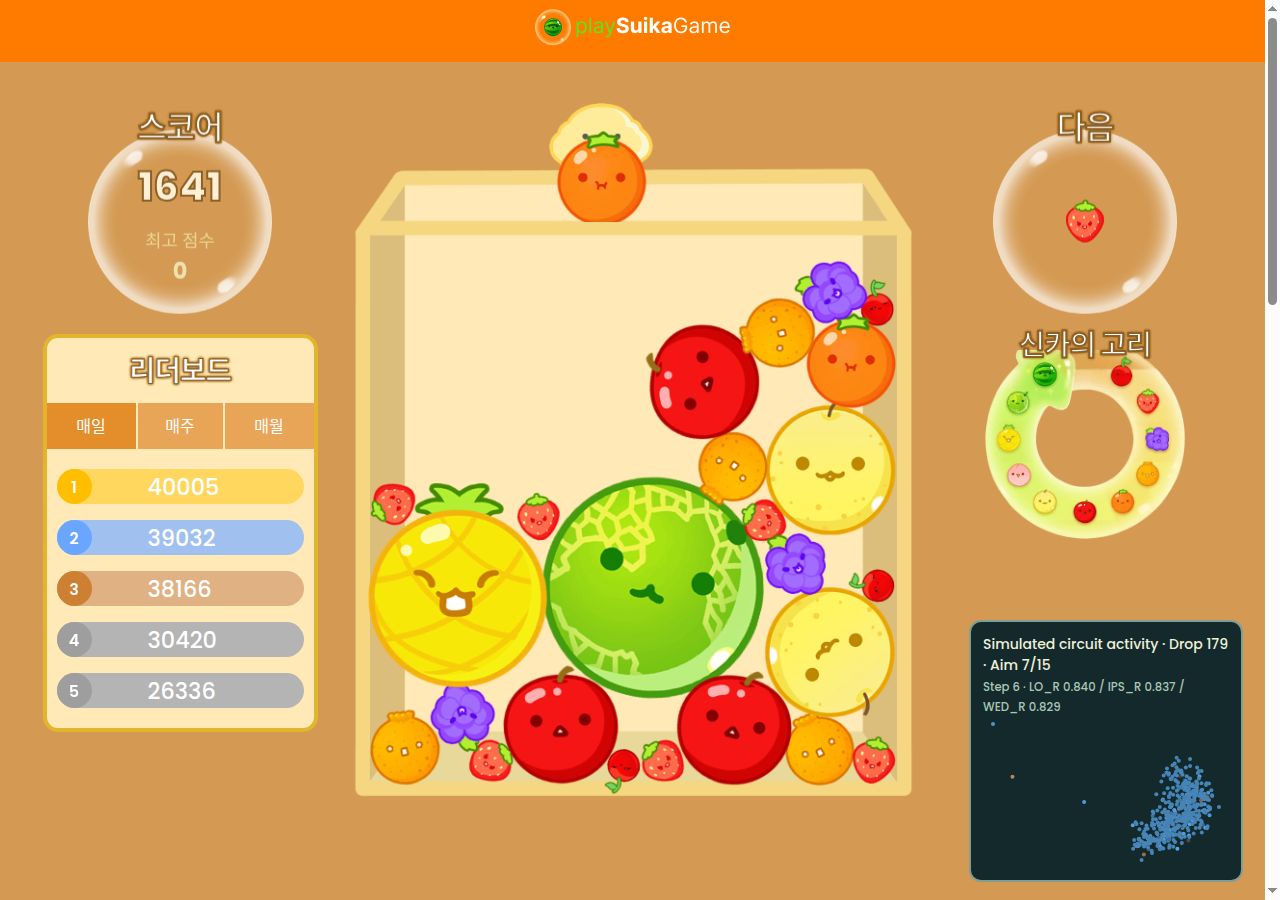 playSuikaGame
스코어
1641
최고 점수
0
다음
신카의 고리
리더보드
매일 매주 매월
1 40005
2 39032
3 38166
4 30420
5 26336
Simulated circuit activity · Drop 179
· Aim 7/15
Step 6 · LO_R 0.840 / IPS_R 0.837 /
WED_R 0.829